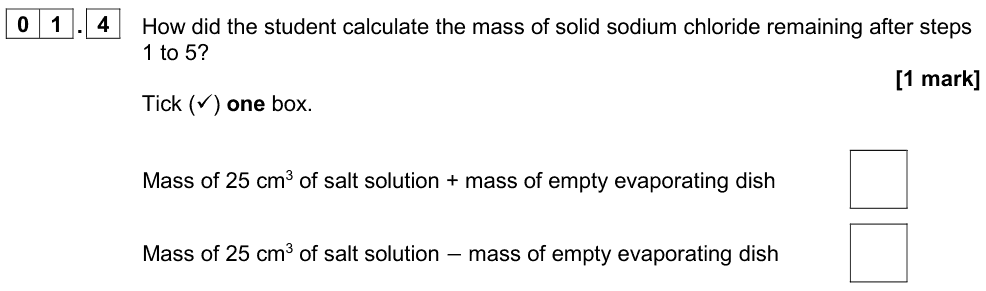 0 1 . 4 How did the student calculate the mass of solid sodium chloride remaining after steps
1 to 5?
[1 mark]
Tick (✓) one box.
Mass of 25 cm³ of salt solution + mass of empty evaporating dish
Mass of 25 cm³ of salt solution − mass of empty evaporating dish